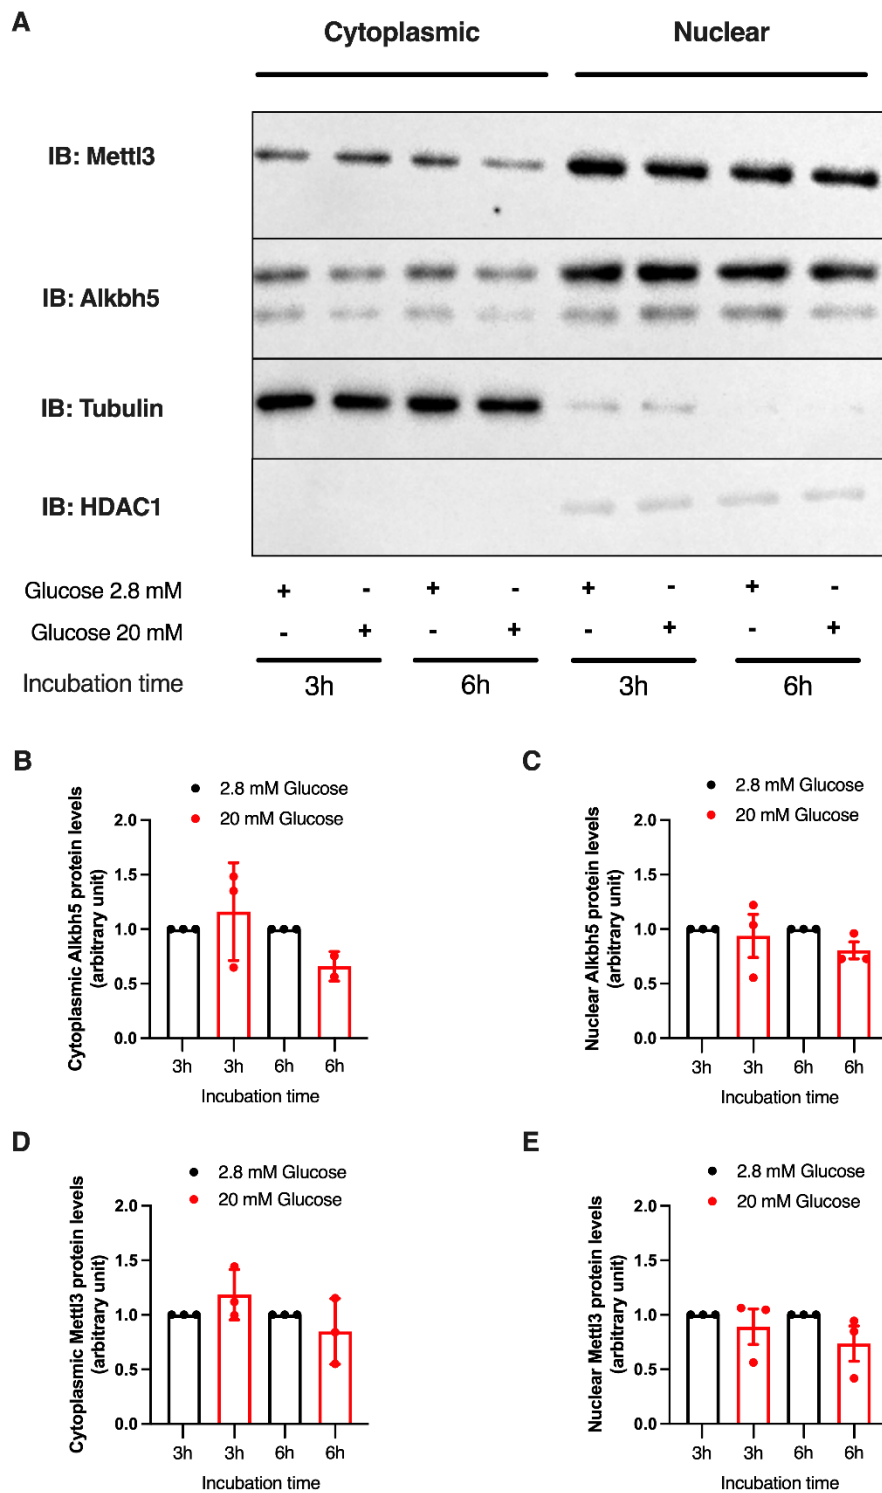 A
Cytoplasmic Nuclear
IB: Mettl3
IB: Alkbh5
IB: Tubulin
IB: HDAC1
Glucose 2.8 mM + - + - + - + -
Glucose 20 mM - + - + - + - +
Incubation time 3h 6h 3h 6h
B
2.8 mM Glucose
20 mM Glucose
Cytoplasmic Alkbh5 protein levels
(arbitrary unit)
2.0
1.5
1.0
0.5
0.0
3h 3h 6h 6h
Incubation time
C
2.8 mM Glucose
20 mM Glucose
Nuclear Alkbh5 protein levels
(arbitrary unit)
2.0
1.5
1.0
0.5
0.0
3h 3h 6h 6h
Incubation time
D
2.8 mM Glucose
20 mM Glucose
Cytoplasmic Mettl3 protein levels
(arbitrary unit)
2.0
1.5
1.0
0.5
0.0
3h 3h 6h 6h
Incubation time
E
2.8 mM Glucose
20 mM Glucose
Nuclear Mettl3 protein levels
(arbitrary unit)
2.0
1.5
1.0
0.5
0.0
3h 3h 6h 6h
Incubation time